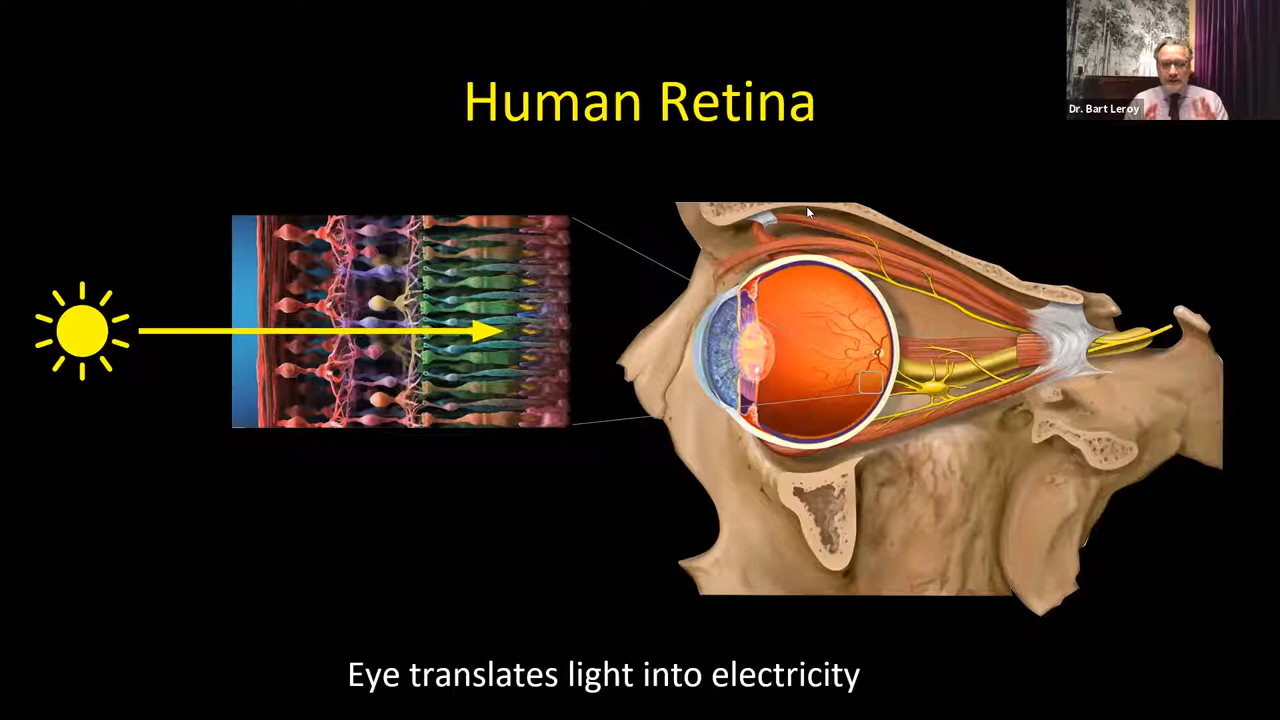 Human Retina
Dr. Bart Leroy
Eye translates light into electricity